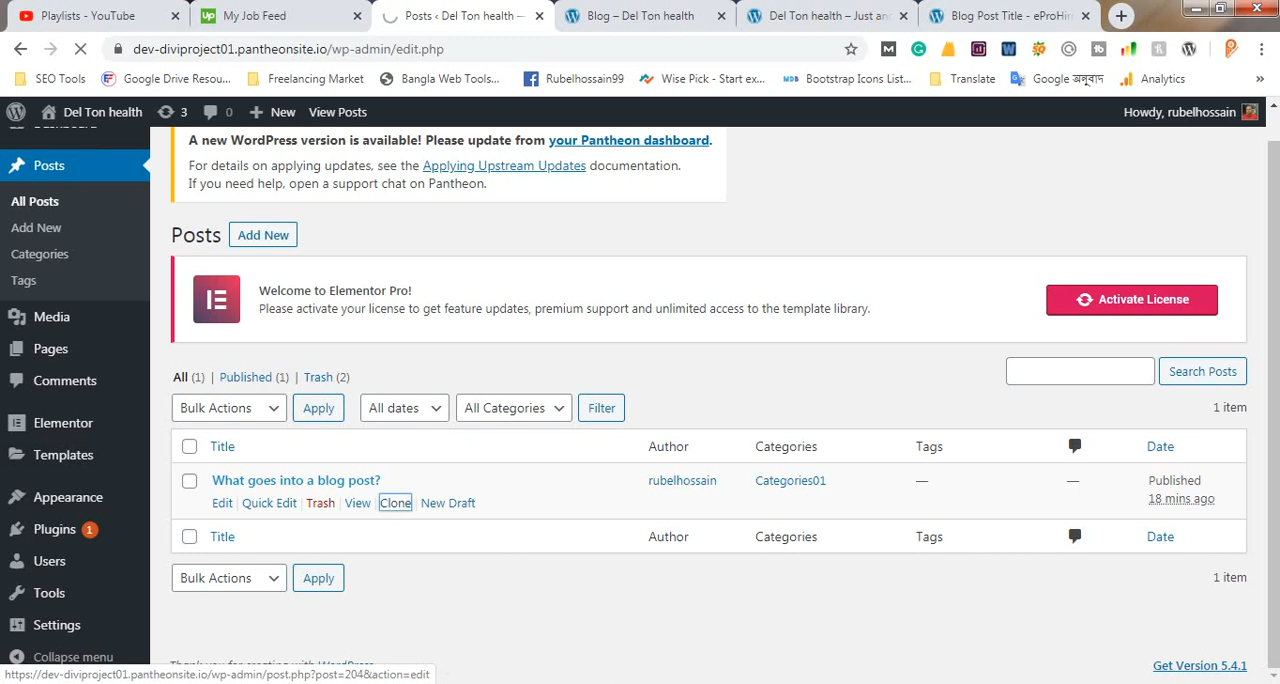 Playlists - YouTube
My Job Feed
Posts ‹ Del Ton health —
Blog – Del Ton health
Del Ton health – Just an
Blog Post Title - eProHin
dev-diviproject01.pantheonsite.io/wp-admin/edit.php
SEO Tools
Google Drive Resou...
Freelancing Market
Bangla Web Tools...
Rubelhossain99
Wise Pick - Start ex...
Bootstrap Icons List...
Translate
Google অনুবাদ
Analytics
»
Del Ton health
3
0
New
View Posts
Howdy, rubelhossain
Posts
All Posts
Add New
Categories
Tags
Media
Pages
Comments
Elementor
Templates
Appearance
Plugins 1
Users
Tools
Settings
Collapse menu
A new WordPress version is available! Please update from your Pantheon dashboard.
For details on applying updates, see the Applying Upstream Updates documentation.
If you need help, open a support chat on Pantheon.
Posts Add New
Welcome to Elementor Pro!
Please activate your license to get feature updates, premium support and unlimited access to the template library.
Activate License
All (1) | Published (1) | Trash (2)
Search Posts
Bulk Actions Apply All dates All Categories Filter
1 item
Title Author Categories Tags Date
What goes into a blog post? rubelhossain Categories01 — — Published
18 mins ago
Edit | Quick Edit | Trash | View | Clone | New Draft
Title Author Categories Tags Date
Bulk Actions Apply
1 item
Thank you for creating with WordPress
Get Version 5.4.1
https://dev-diviproject01.pantheonsite.io/wp-admin/post.php?post=204&action=edit